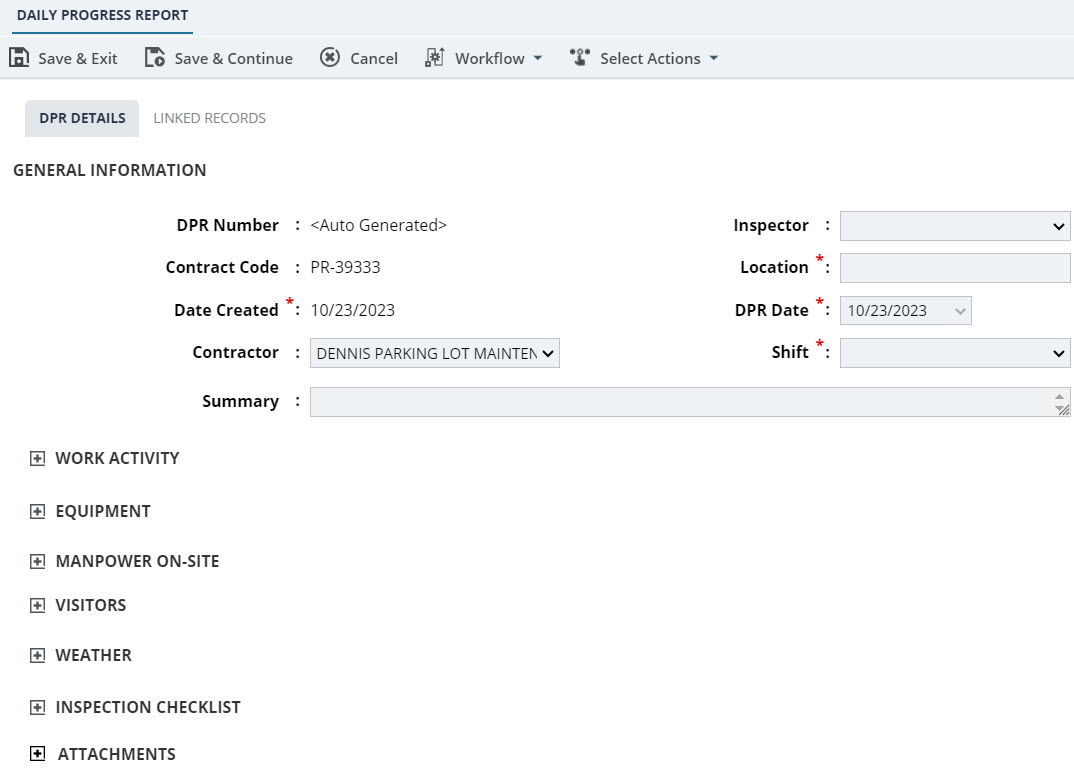 DAILY PROGRESS REPORT
Save & Exit Save & Continue Cancel Workflow Select Actions
DPR DETAILS LINKED RECORDS
GENERAL INFORMATION
DPR Number : <Auto Generated> Inspector :
Contract Code : PR-39333 Location *:
Date Created *: 10/23/2023 DPR Date *: 10/23/2023
Contractor : DENNIS PARKING LOT MAINTEN Shift *:
Summary :
WORK ACTIVITY
EQUIPMENT
MANPOWER ON-SITE
VISITORS
WEATHER
INSPECTION CHECKLIST
ATTACHMENTS